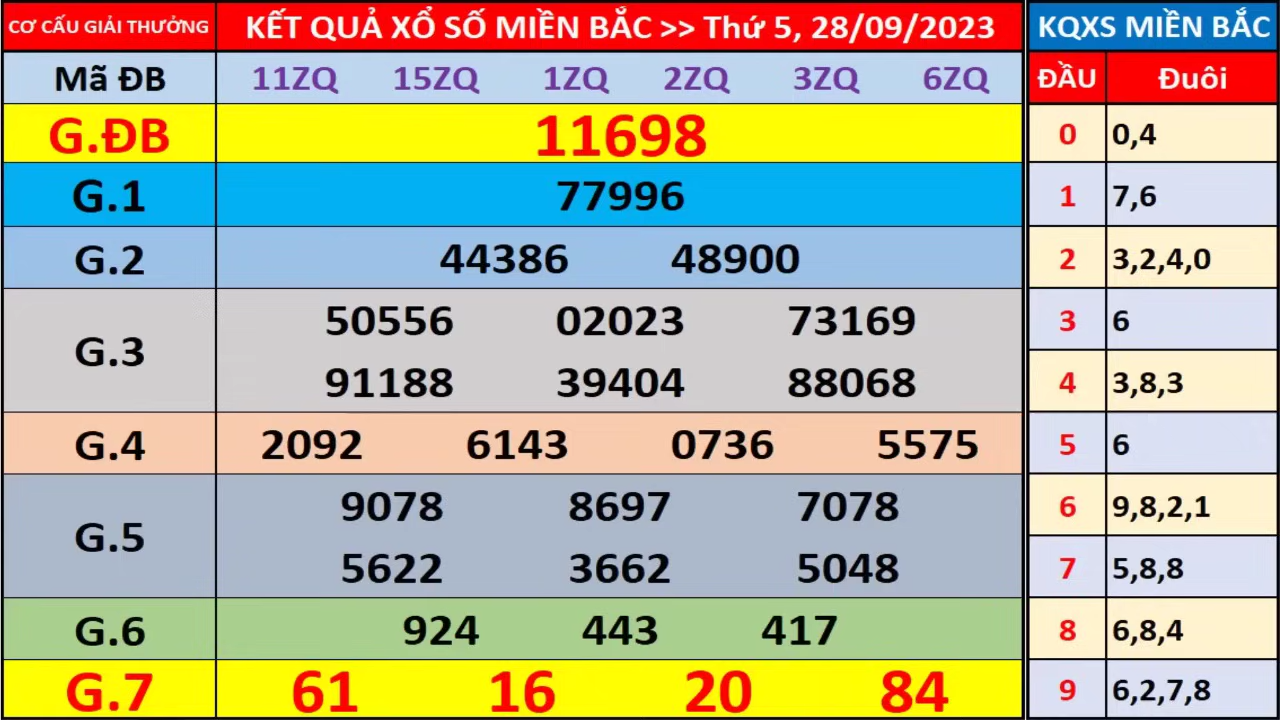 CƠ CẤU GIẢI THƯỞNG KẾT QUẢ XỔ SỐ MIỀN BẮC >> Thứ 5, 28/09/2023
Mã ĐB 11ZQ 15ZQ 1ZQ 2ZQ 3ZQ 6ZQ
G.ĐB 11698
G.1 77996
G.2 44386 48900
G.3
50556 02023 73169
91188 39404 88068
G.4 2092 6143 0736 5575
G.5
9078 8697 7078
5622 3662 5048
G.6 924 443 417
G.7 61 16 20 84
KQXS MIỀN BẮC
ĐẦU Đuôi
0 0,4
1 7,6
2 3,2,4,0
3 6
4 3,8,3
5 6
6 9,8,2,1
7 5,8,8
8 6,8,4
9 6,2,7,8